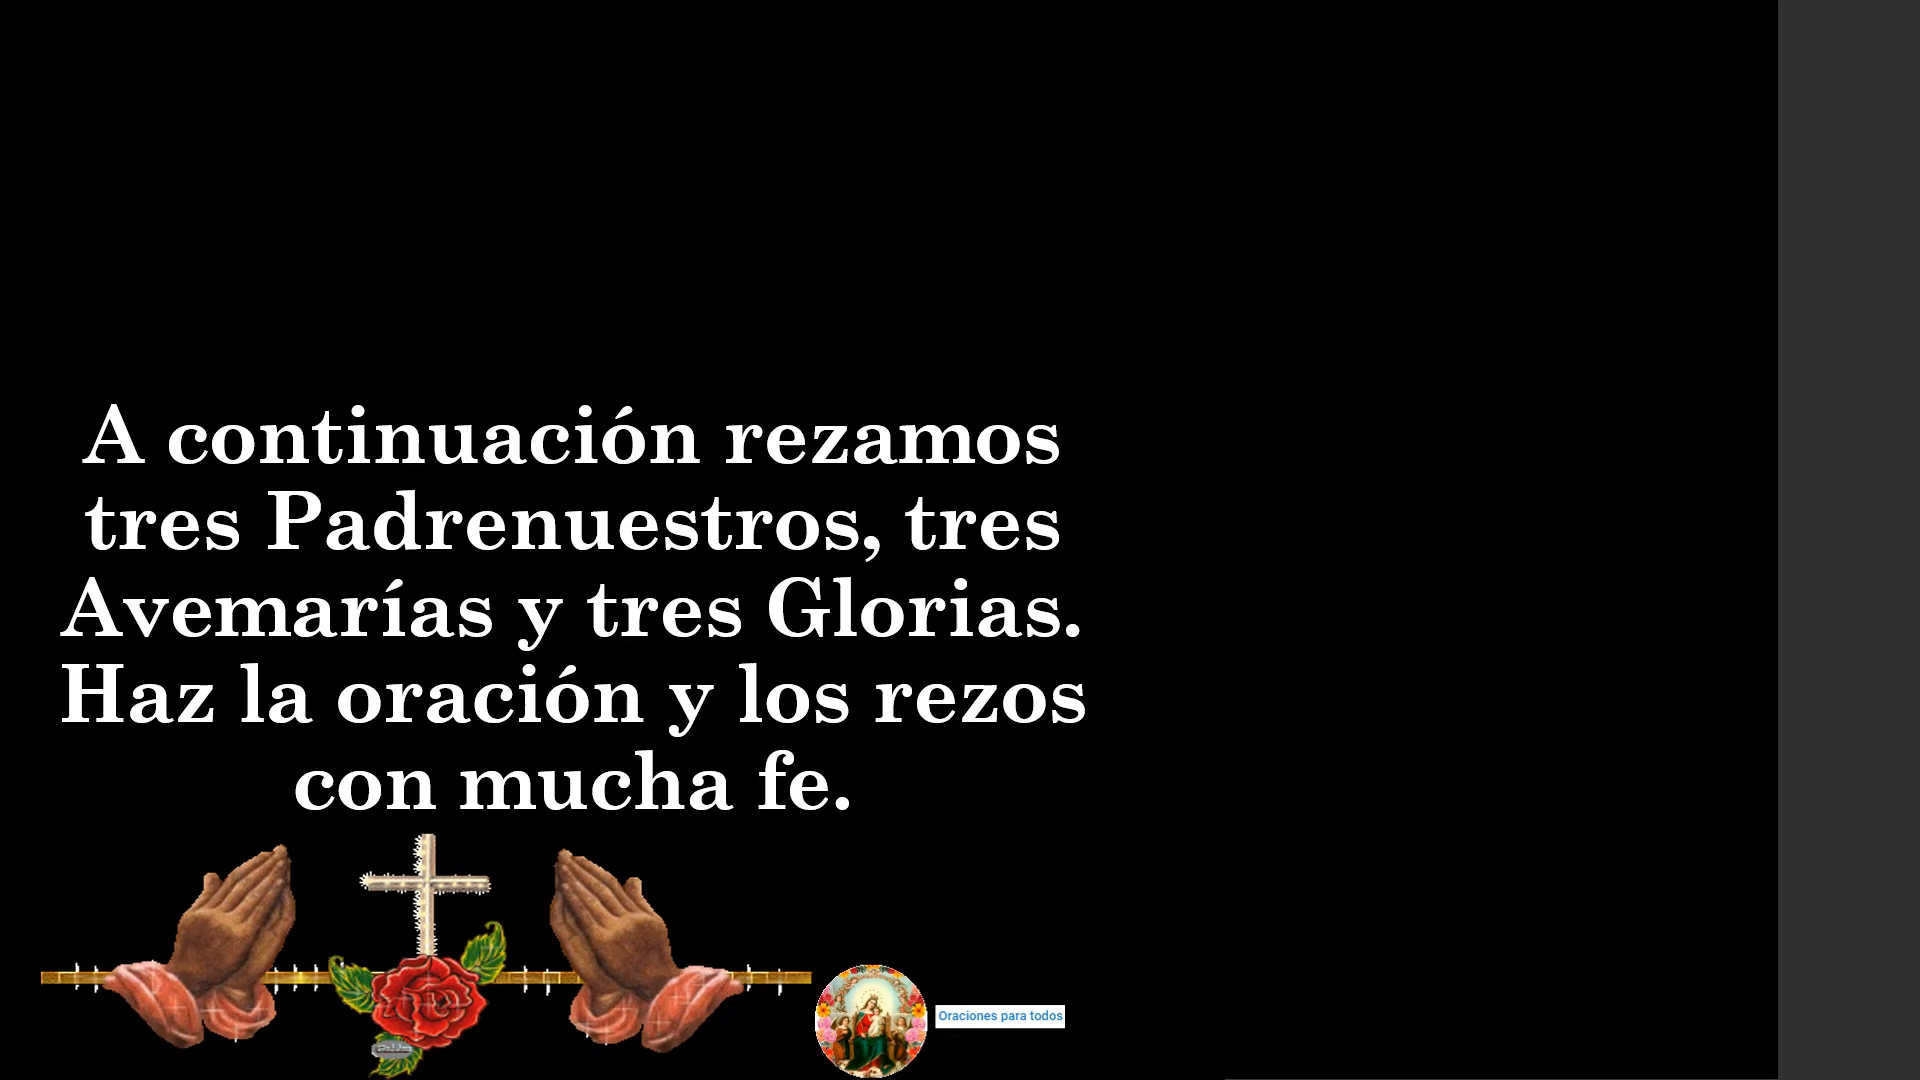 A continuación rezamos
tres Padrenuestros, tres
Avemarías y tres Glorias.
Haz la oración y los rezos
con mucha fe.
Oraciones para todos